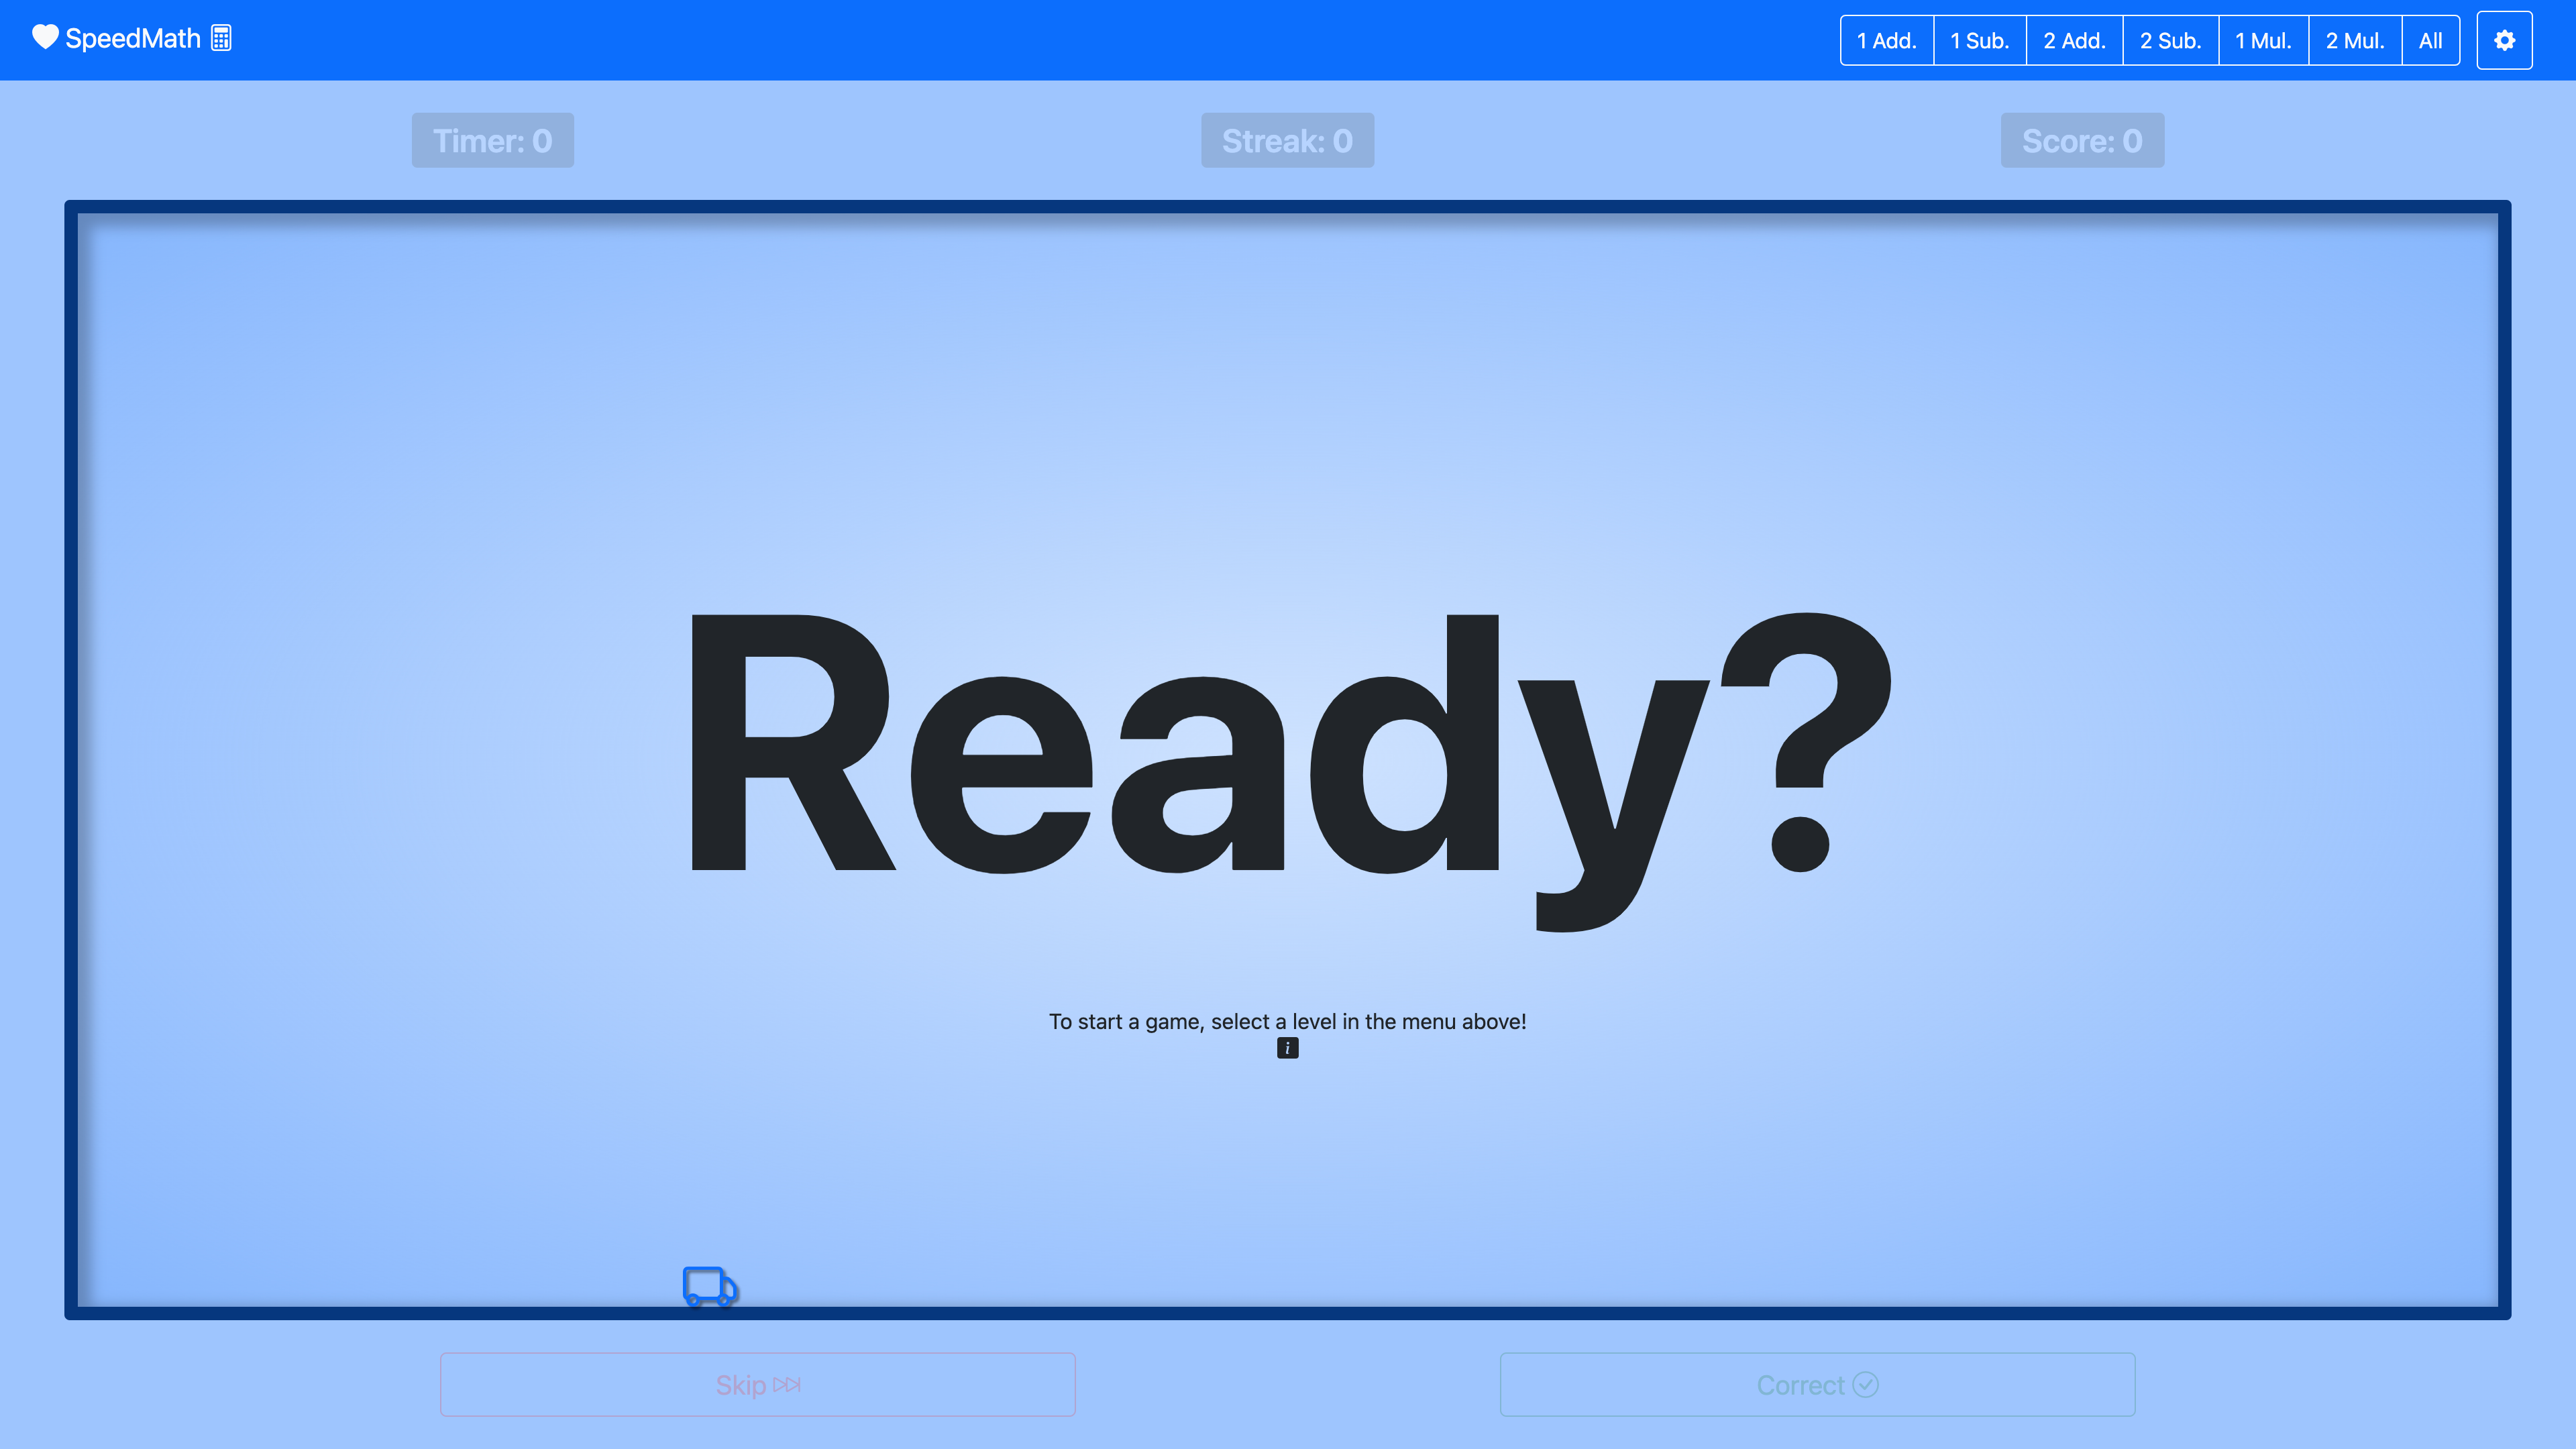 SpeedMath
1 Add. 1 Sub. 2 Add. 2 Sub. 1 Mul. 2 Mul. All
Timer: 0 Streak: 0 Score: 0
Ready?
To start a game, select a level in the menu above!
i
Skip Correct